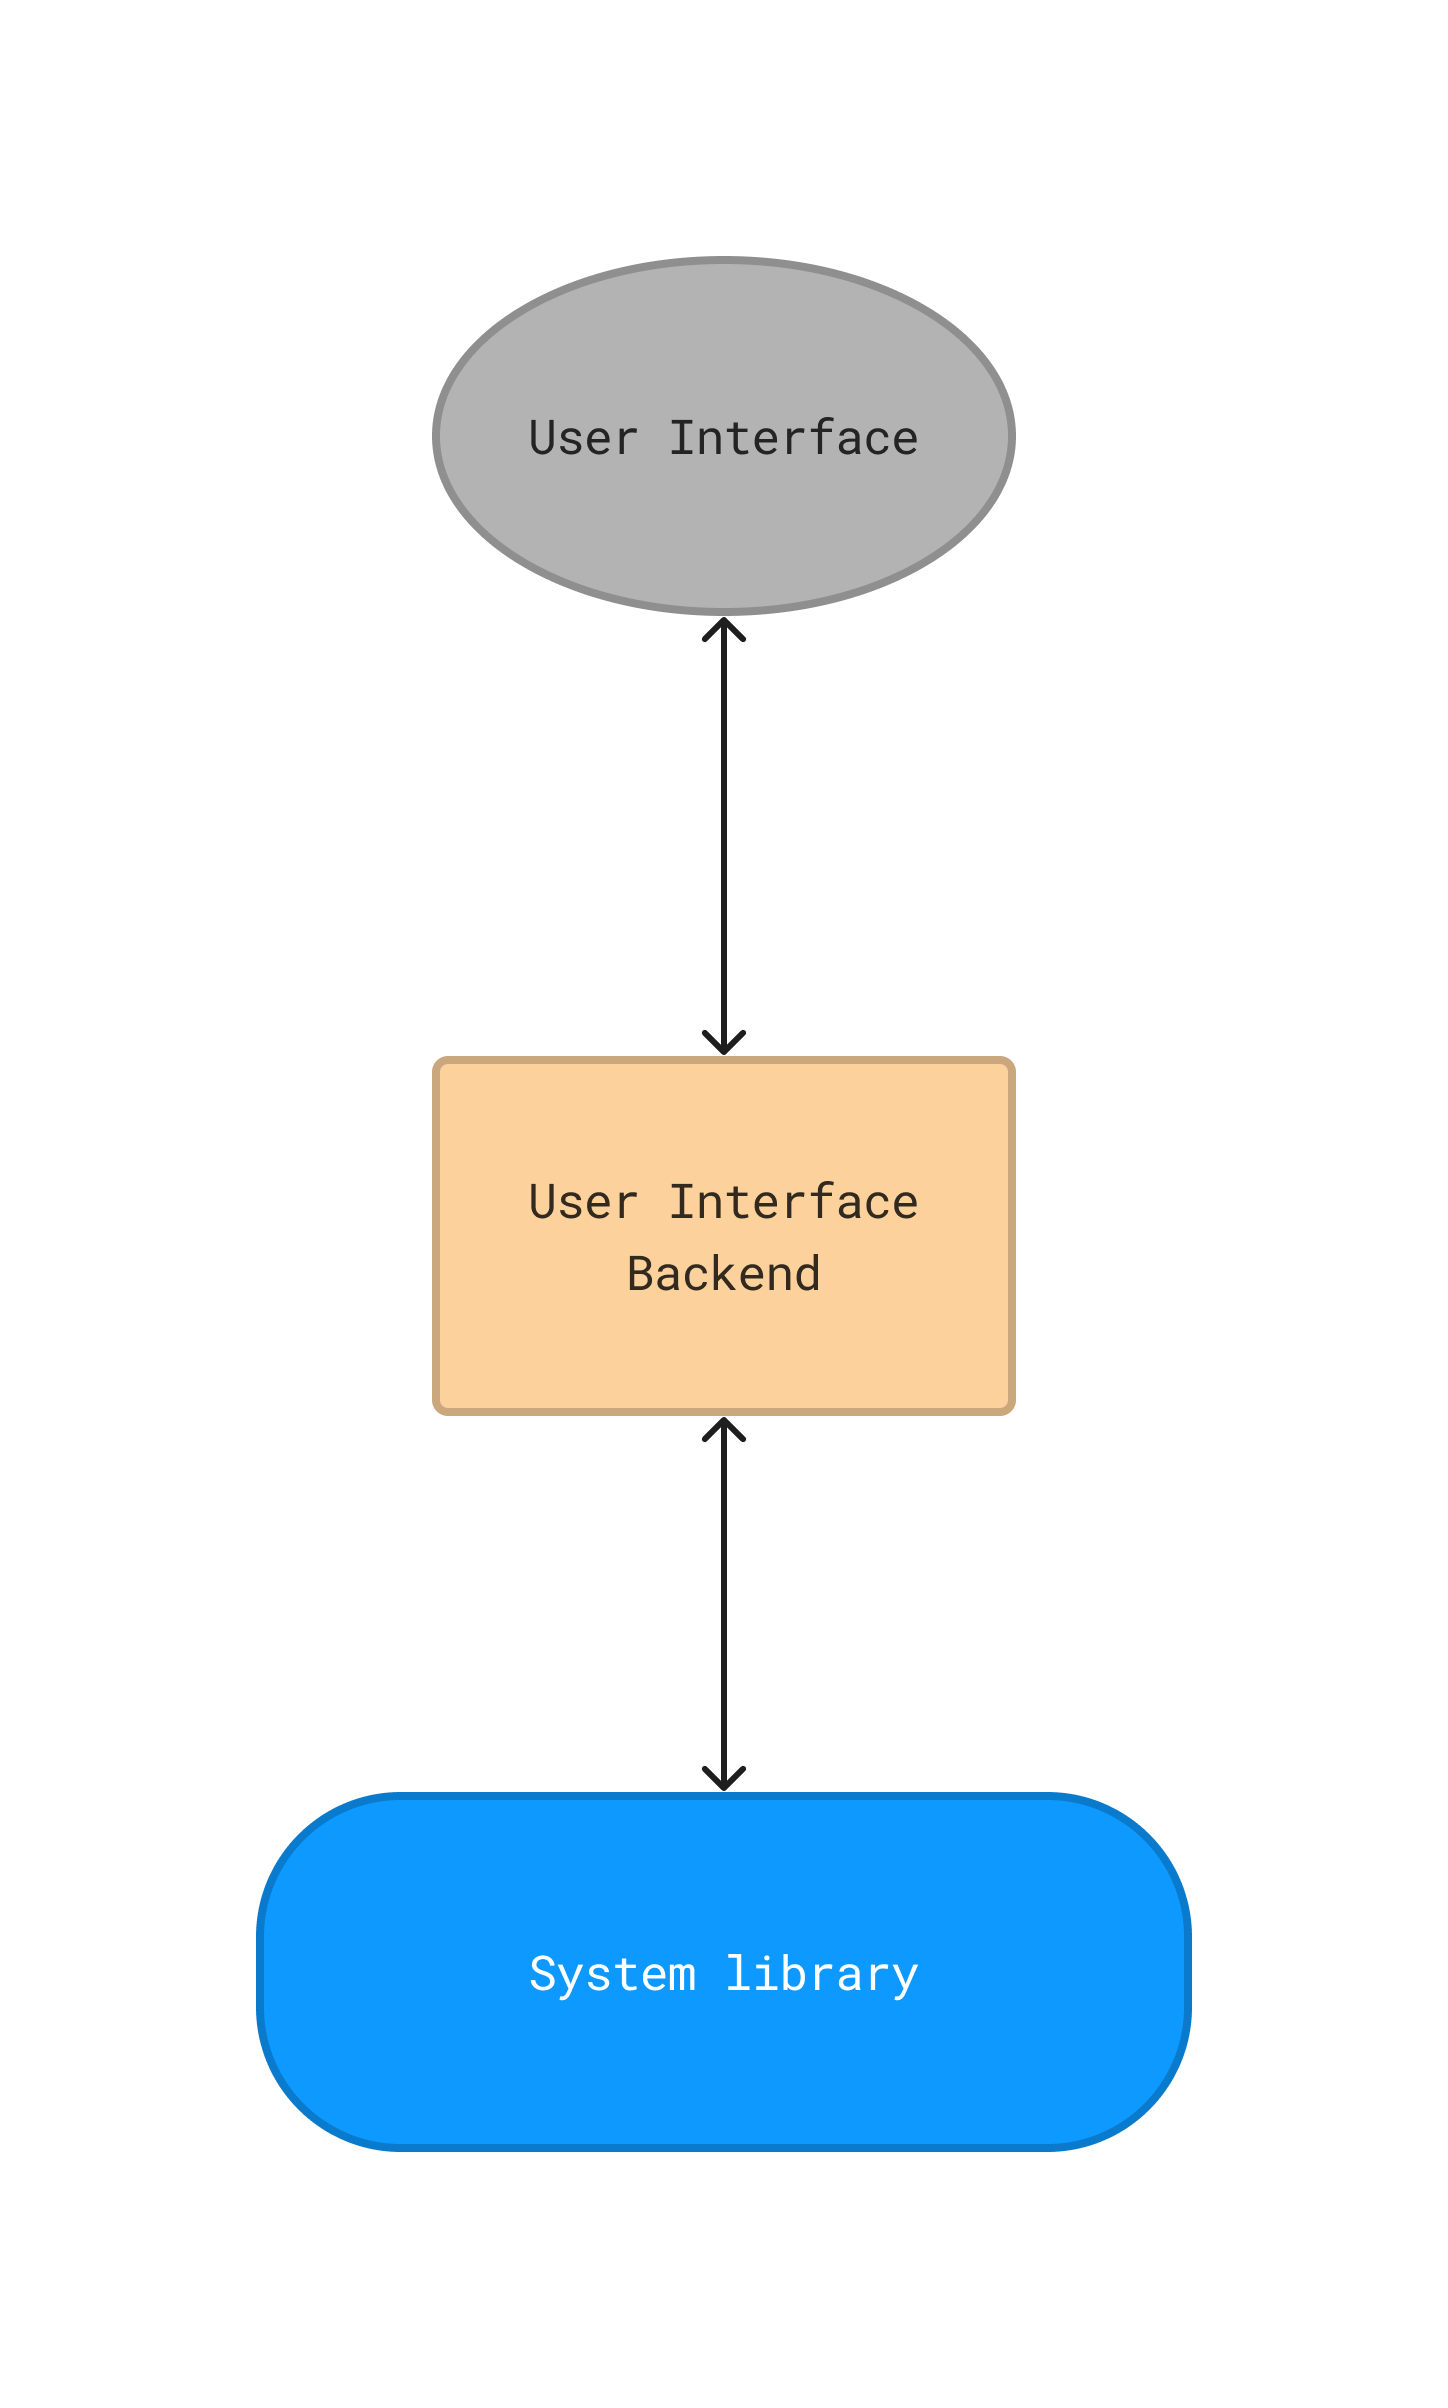 User Interface
User Interface
Backend
System library